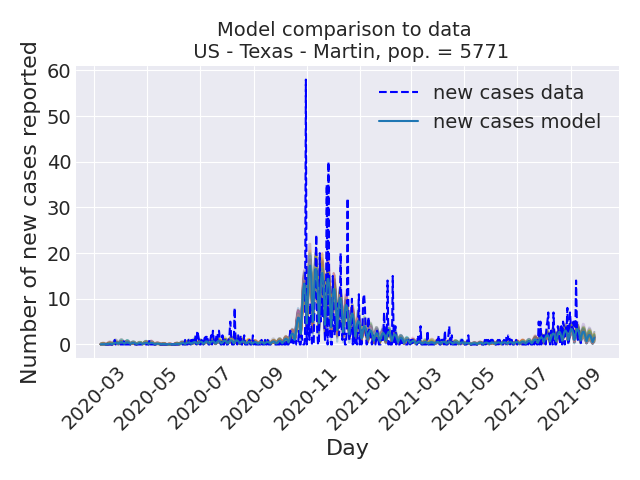 Model comparison to data
US - Texas - Martin, pop. = 5771
Number of new cases reported
60
50
40
30
20
10
0
new cases data
new cases model
2020-03
2020-05
2020-07
2020-09
2020-11
2021-01
2021-03
2021-05
2021-07
2021-09
Day